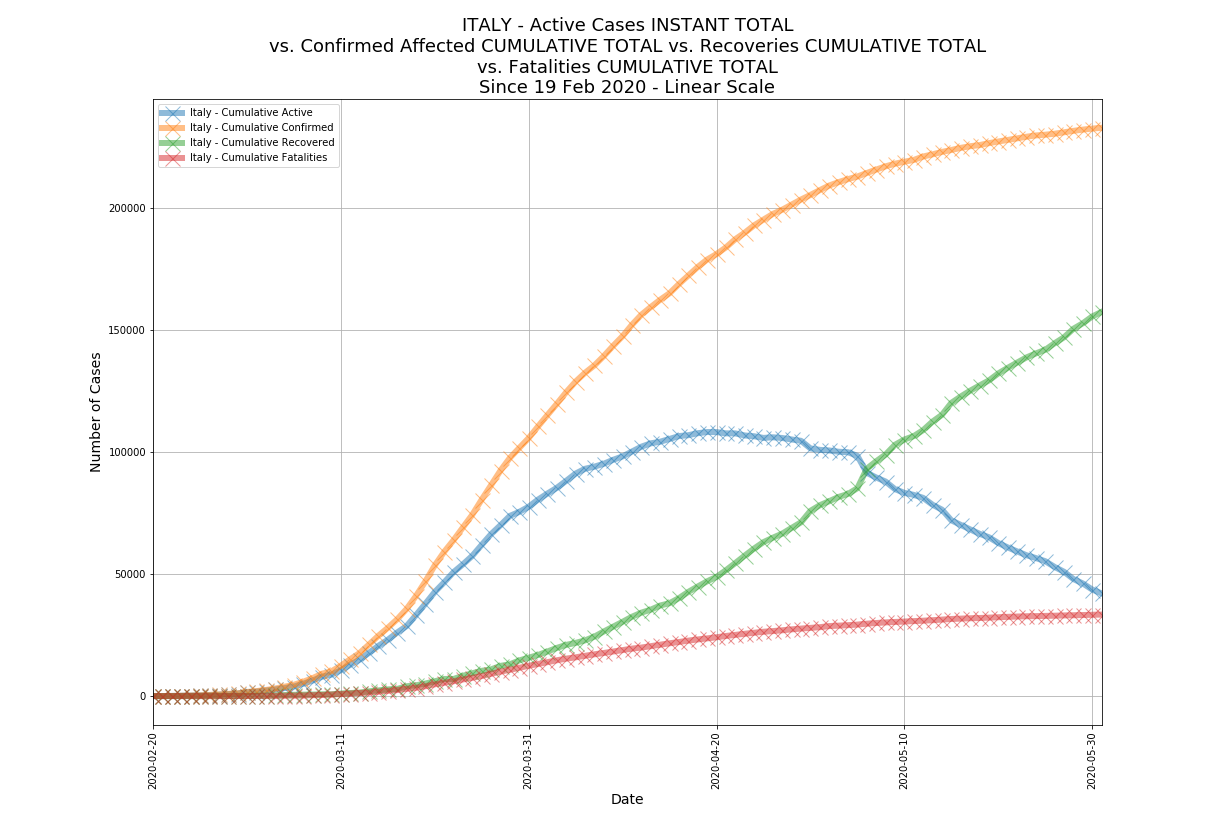 ITALY - Active Cases INSTANT TOTAL
vs. Confirmed Affected CUMULATIVE TOTAL vs. Recoveries CUMULATIVE TOTAL
vs. Fatalities CUMULATIVE TOTAL
Since 19 Feb 2020 - Linear Scale
Italy - Cumulative Active
Italy - Cumulative Confirmed
Italy - Cumulative Recovered
Italy - Cumulative Fatalities
Number of Cases
200000
150000
100000
50000
0
2020-02-20
2020-03-11
2020-03-31
2020-04-20
2020-05-10
2020-05-30
Date